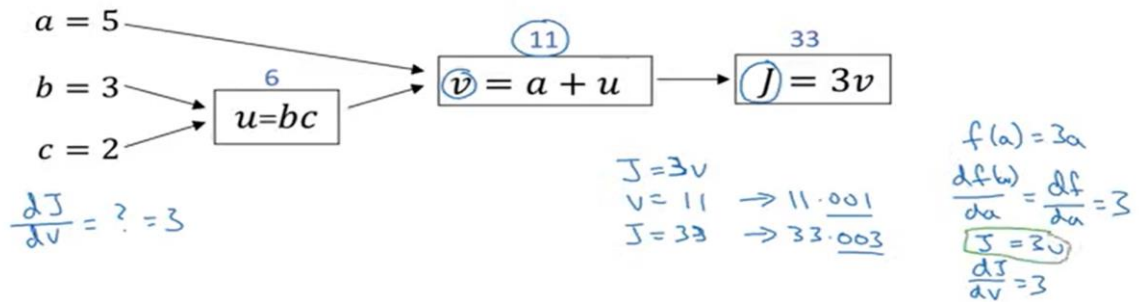 a = 5
11
33
b = 3
6
v = a + u
J = 3v
u=bc
c = 2
f(a) = 3a
J = 3v
v = 11 → 11.001
J = 33 → 33.003
df(a)/da = df/da = 3
dJ/dv = ? = 3
J = 3v
dJ/dv = 3